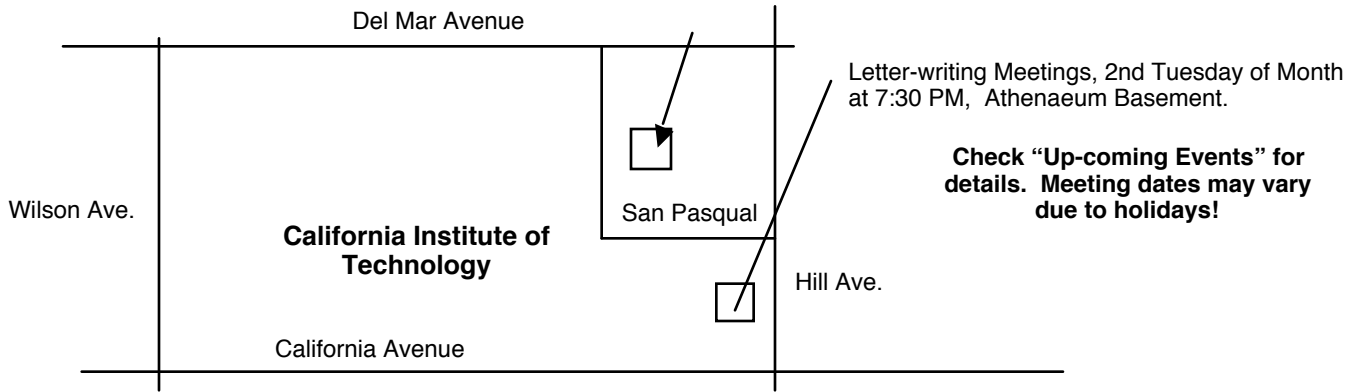 Del Mar Avenue
Letter-writing Meetings, 2nd Tuesday of Month
at 7:30 PM, Athenaeum Basement.
Check “Up-coming Events” for
details. Meeting dates may vary
due to holidays!
Wilson Ave.
San Pasqual
California Institute of
Technology
Hill Ave.
California Avenue